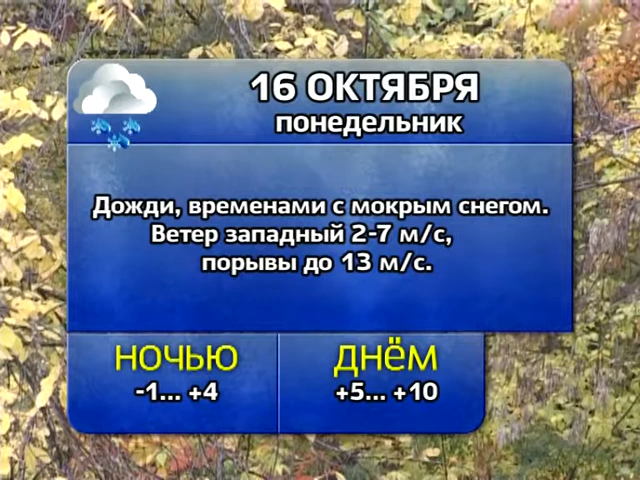 16 ОКТЯБРЯ
понедельник
Дожди, временами с мокрым снегом.
Ветер западный 2-7 м/с,
порывы до 13 м/с.
НОЧЬЮ ДНЁМ
-1... +4 +5... +10